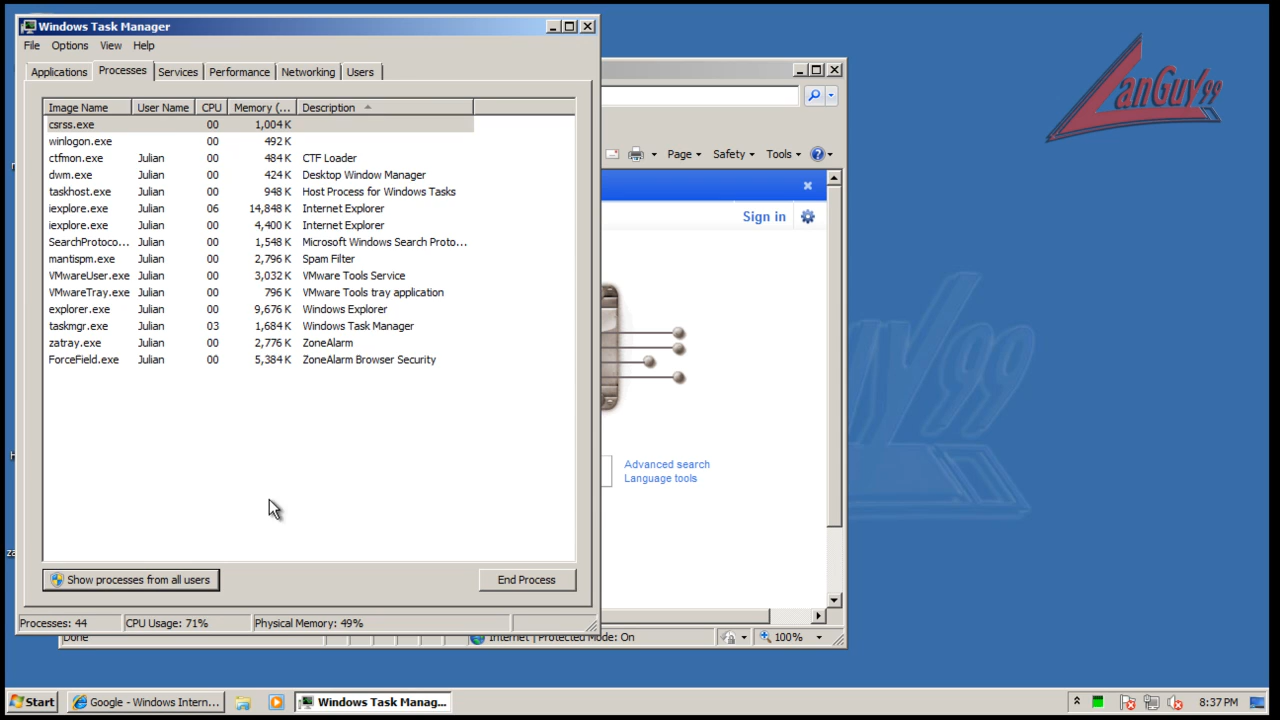 Windows Task Manager
File Options View Help
Applications Processes Services Performance Networking Users
Image Name User Name CPU Memory (... Description
csrss.exe 00 1,004 K
winlogon.exe 00 492 K
ctfmon.exe Julian 00 484 K CTF Loader
dwm.exe Julian 00 424 K Desktop Window Manager
taskhost.exe Julian 00 948 K Host Process for Windows Tasks
iexplore.exe Julian 06 14,848 K Internet Explorer
iexplore.exe Julian 00 4,400 K Internet Explorer
SearchProtoco... Julian 00 1,548 K Microsoft Windows Search Proto...
mantispm.exe Julian 00 2,796 K Spam Filter
VMwareUser.exe Julian 00 3,032 K VMware Tools Service
VMwareTray.exe Julian 00 796 K VMware Tools tray application
explorer.exe Julian 00 9,676 K Windows Explorer
taskmgr.exe Julian 03 1,684 K Windows Task Manager
zatray.exe Julian 00 2,776 K ZoneAlarm
ForceField.exe Julian 00 5,384 K ZoneAlarm Browser Security
Show processes from all users End Process
Processes: 44 CPU Usage: 71% Physical Memory: 49%
Page Safety Tools
Sign in
Advanced search
Language tools
Done Internet | Protected Mode: On 100%
LanGuy99
Start Google - Windows Intern... Windows Task Manag... 8:37 PM